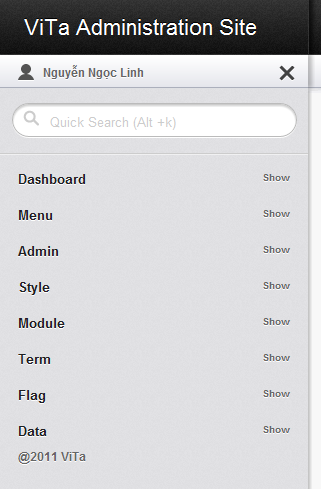 ViTa Administration Site
Nguyễn Ngọc Linh
Quick Search (Alt +k)
Dashboard Show
Menu Show
Admin Show
Style Show
Module Show
Term Show
Flag Show
Data Show
@2011 ViTa